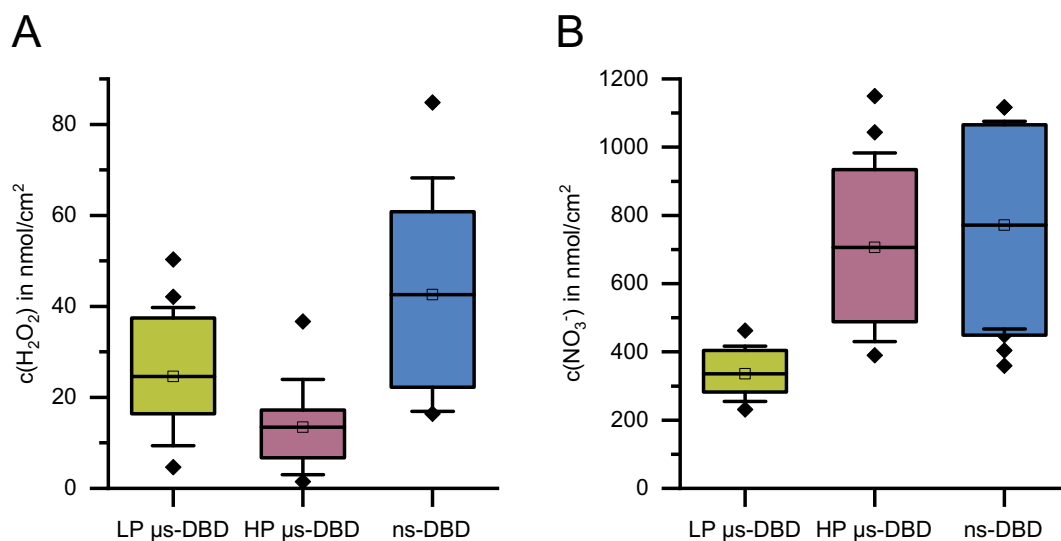 A
c(H₂O₂) in nmol/cm²
80
60
40
20
0
LP µs-DBD HP µs-DBD ns-DBD
B
c(NO₃⁻) in nmol/cm²
1200
1000
800
600
400
200
0
LP µs-DBD HP µs-DBD ns-DBD